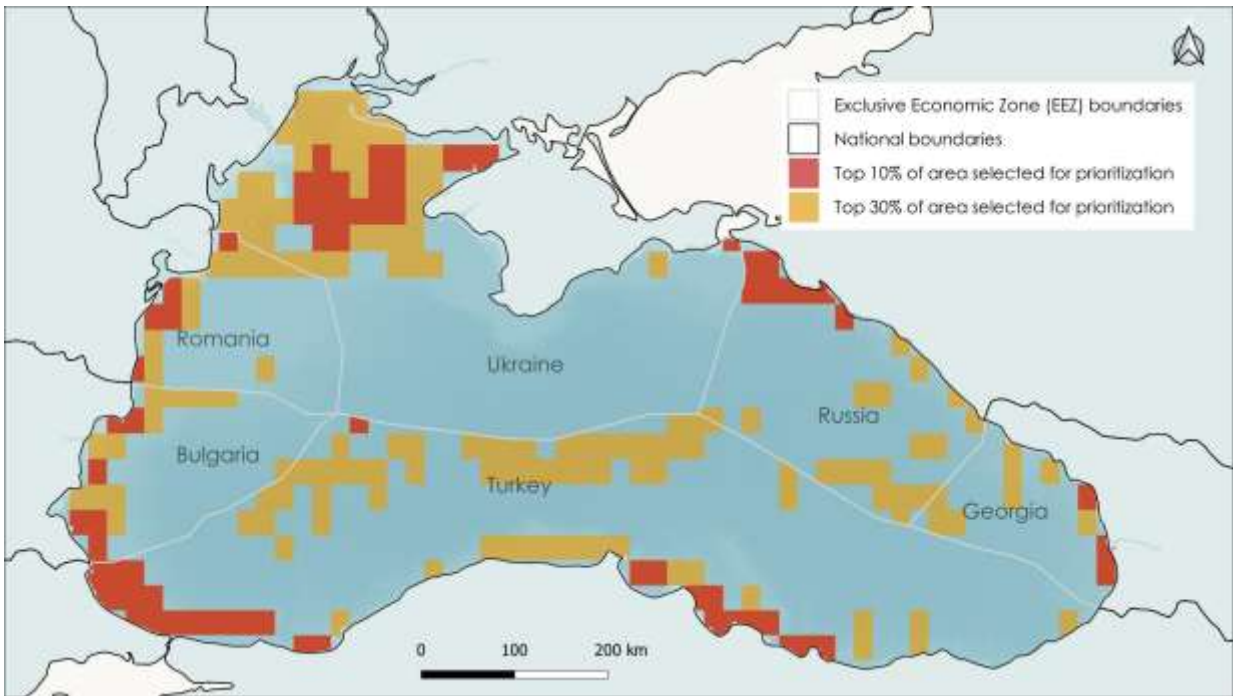 Exclusive Economic Zone (EEZ) boundaries
National boundaries
Top 10% of area selected for prioritization
Top 30% of area selected for prioritization
Romania
Ukraine
Russia
Bulgaria
Turkey
Georgia
0 100 200 km